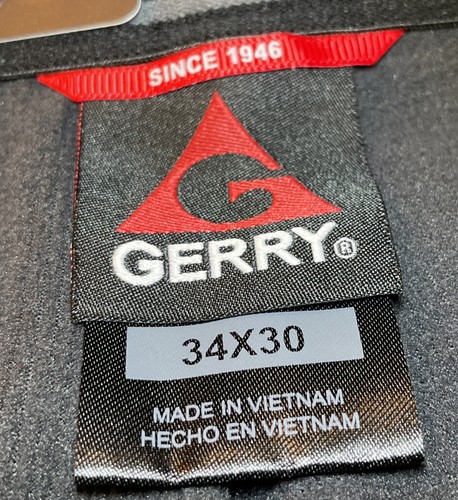 SINCE 1946
GERRY®
34X30
MADE IN VIETNAM
HECHO EN VIETNAM